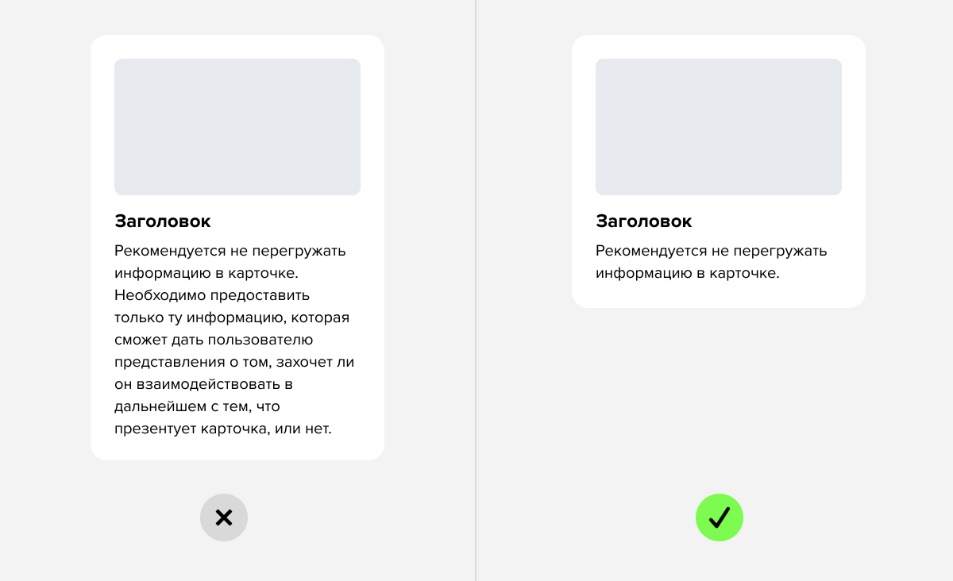 Заголовок
Рекомендуется не перегружать
информацию в карточке.
Необходимо предоставить
только ту информацию, которая
сможет дать пользователю
представления о том, захочет ли
он взаимодействовать в
дальнейшем с тем, что
презентует карточка, или нет.
Заголовок
Рекомендуется не перегружать
информацию в карточке.